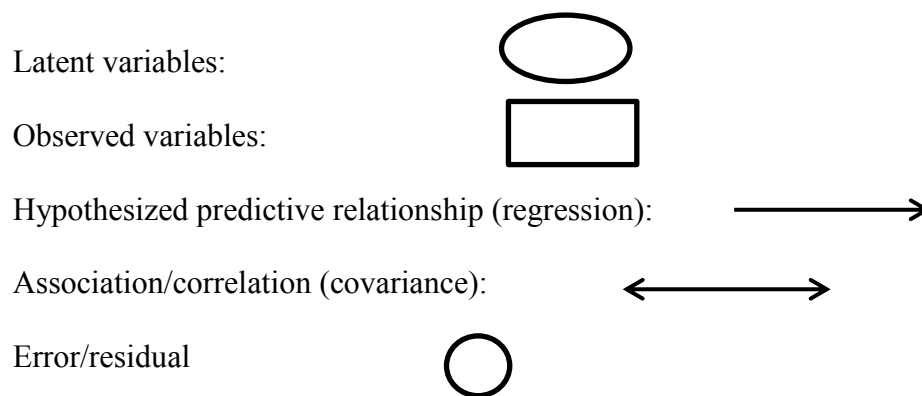 Latent variables:
Observed variables:
Hypothesized predictive relationship (regression):
Association/correlation (covariance):
Error/residual